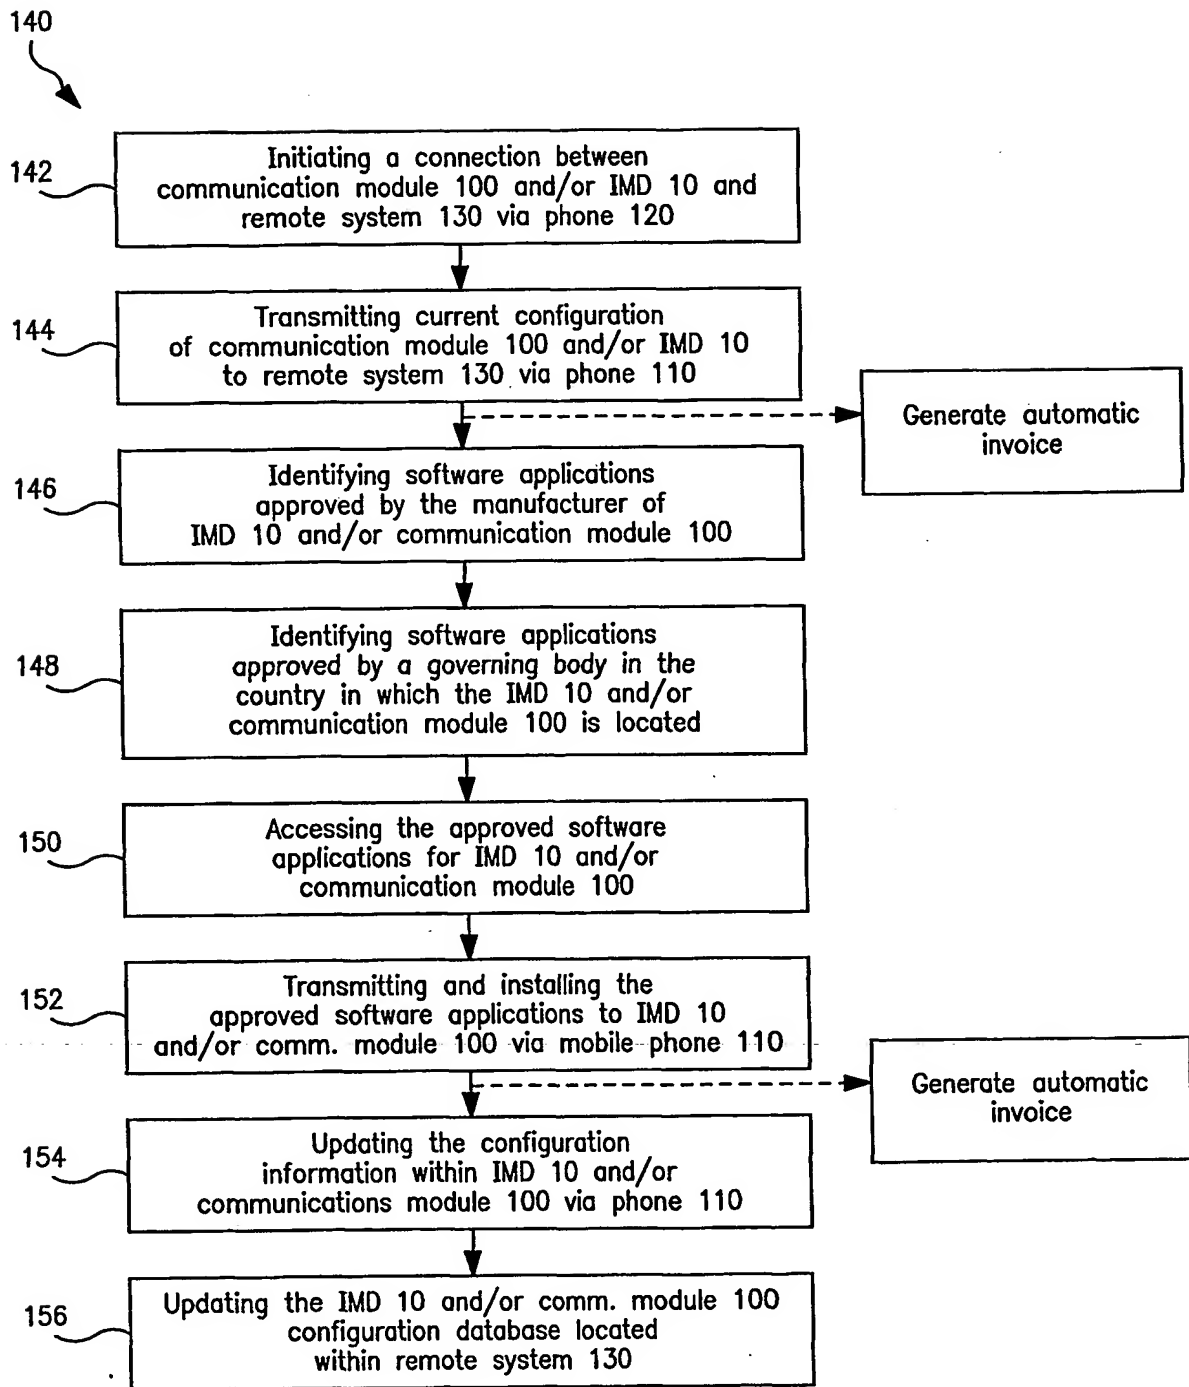 140
142
Initiating a connection between
communication module 100 and/or IMD 10 and
remote system 130 via phone 120
144
Transmitting current configuration
of communication module 100 and/or IMD 10
to remote system 130 via phone 110
Generate automatic
invoice
146
Identifying software applications
approved by the manufacturer of
IMD 10 and/or communication module 100
148
Identifying software applications
approved by a governing body in the
country in which the IMD 10 and/or
communication module 100 is located
150
Accessing the approved software
applications for IMD 10 and/or
communication module 100
152
Transmitting and installing the
approved software applications to IMD 10
and/or comm. module 100 via mobile phone 110
Generate automatic
invoice
154
Updating the configuration
information within IMD 10 and/or
communications module 100 via phone 110
156
Updating the IMD 10 and/or comm. module 100
configuration database located
within remote system 130